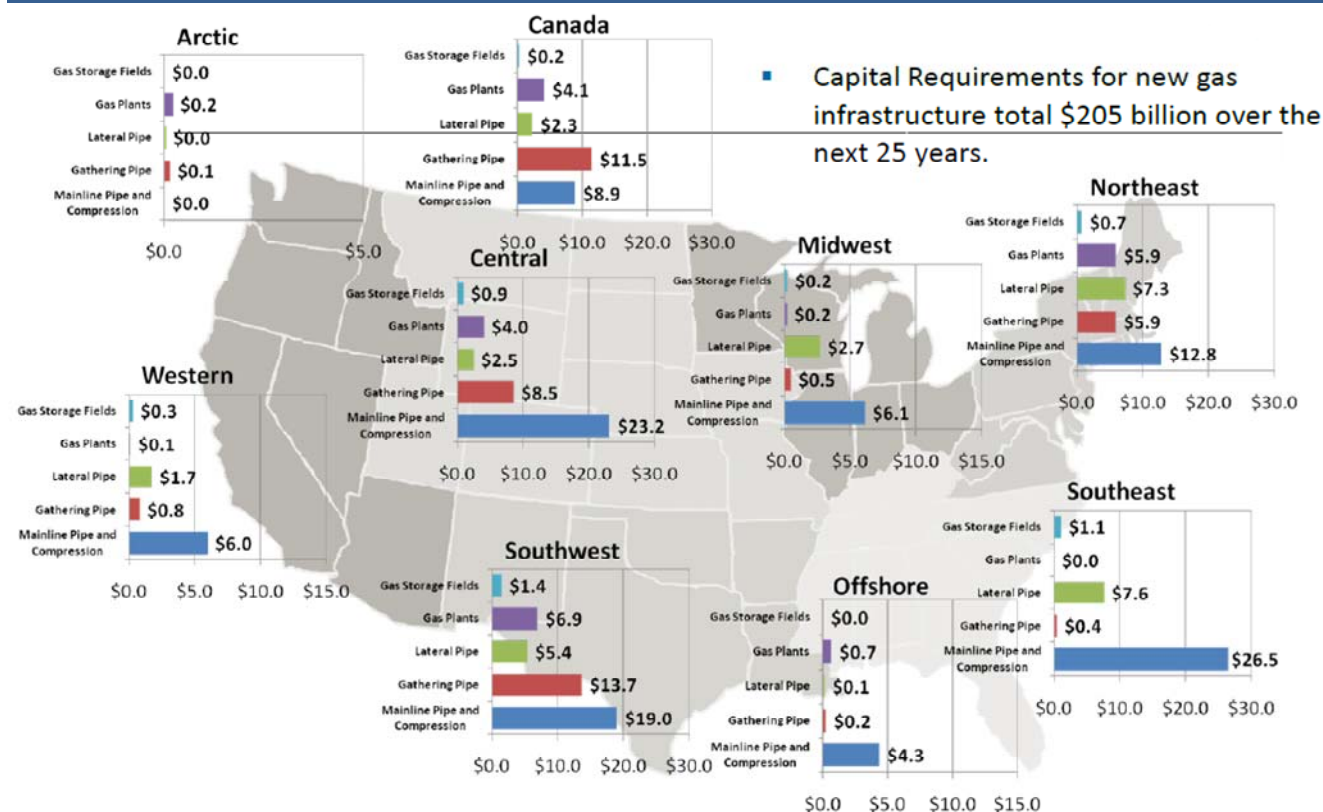 Arctic
Gas Storage Fields $0.0
Gas Plants $0.2
Lateral Pipe $0.0
Gathering Pipe $0.1
Mainline Pipe and
Compression $0.0
$0.0 $5.0
Canada
Gas Storage Fields $0.2
Gas Plants $4.1
Lateral Pipe $2.3
Gathering Pipe $11.5
Mainline Pipe and
Compression $8.9
$0.0 $10.0 $20.0 $30.0
▪ Capital Requirements for new gas
infrastructure total $205 billion over the
next 25 years.
Northeast
Gas Storage Fields $0.7
Gas Plants $5.9
Lateral Pipe $7.3
Gathering Pipe $5.9
Mainline Pipe and
Compression $12.8
$0.0 $10.0 $20.0 $30.0
Central
Gas Storage Fields $0.9
Gas Plants $4.0
Lateral Pipe $2.5
Gathering Pipe $8.5
Mainline Pipe and
Compression $23.2
$0.0 $10.0 $20.0 $30.0
Midwest
Gas Storage Fields $0.2
Gas Plants $0.2
Lateral Pipe $2.7
Gathering Pipe $0.5
Mainline Pipe and
Compression $6.1
$0.0 $5.0 $10.0 $15.0
Western
Gas Storage Fields $0.3
Gas Plants $0.1
Lateral Pipe $1.7
Gathering Pipe $0.8
Mainline Pipe and
Compression $6.0
$0.0 $5.0 $10.0 $15.0
Southwest
Gas Storage Fields $1.4
Gas Plants $6.9
Lateral Pipe $5.4
Gathering Pipe $13.7
Mainline Pipe and
Compression $19.0
$0.0 $10.0 $20.0 $30.0
Offshore
Gas Storage Fields $0.0
Gas Plants $0.7
Lateral Pipe $0.1
Gathering Pipe $0.2
Mainline Pipe and
Compression $4.3
$0.0 $5.0 $10.0 $15.0
Southeast
Gas Storage Fields $1.1
Gas Plants $0.0
Lateral Pipe $7.6
Gathering Pipe $0.4
Mainline Pipe and
Compression $26.5
$0.0 $10.0 $20.0 $30.0